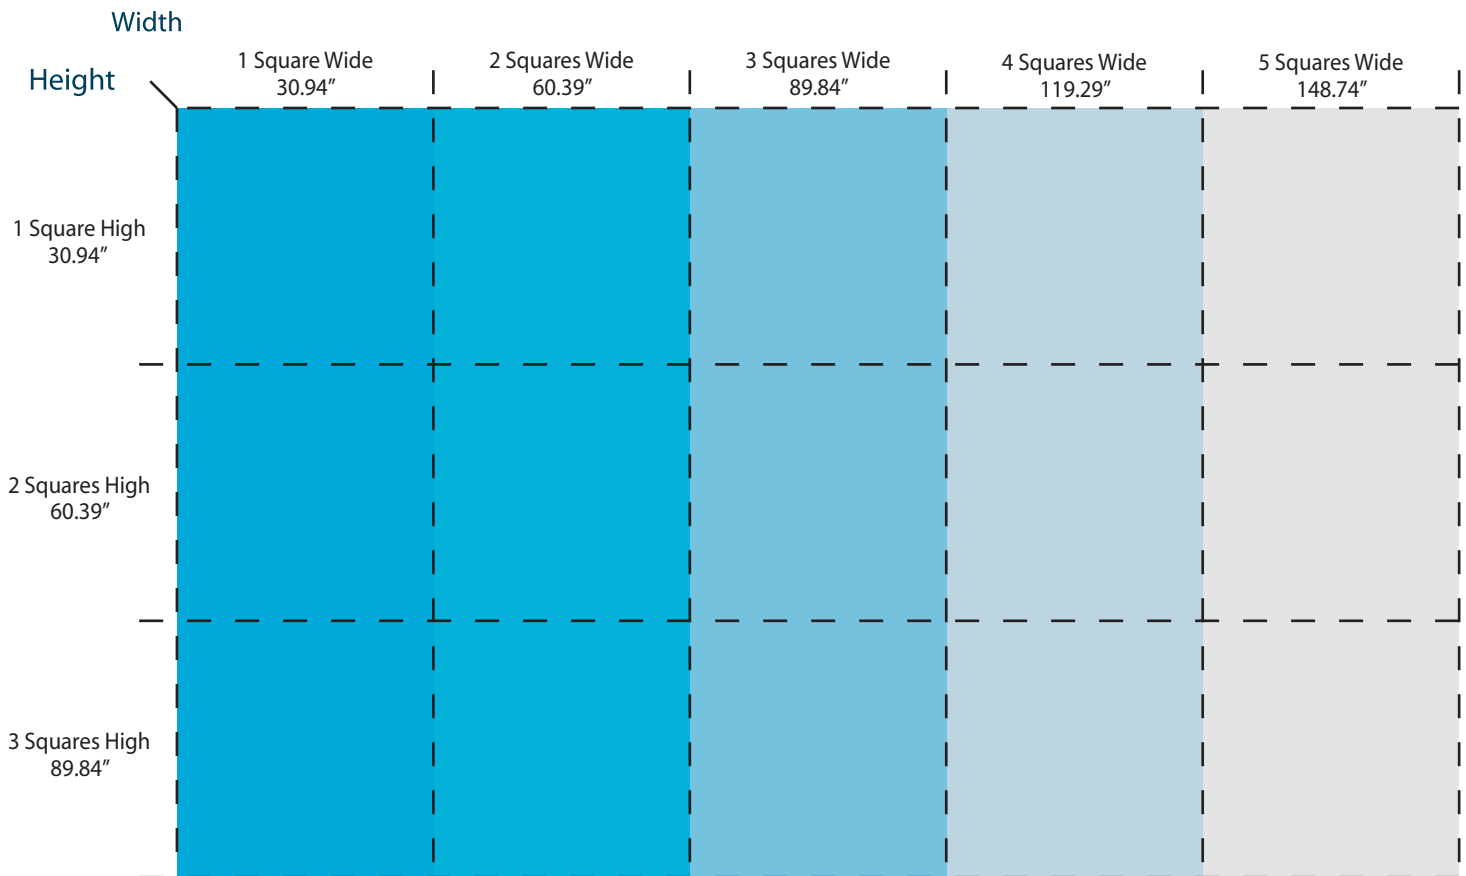 Width
Height
1 Square Wide
30.94″
2 Squares Wide
60.39″
3 Squares Wide
89.84″
4 Squares Wide
119.29″
5 Squares Wide
148.74″
1 Square High
30.94″
2 Squares High
60.39″
3 Squares High
89.84″